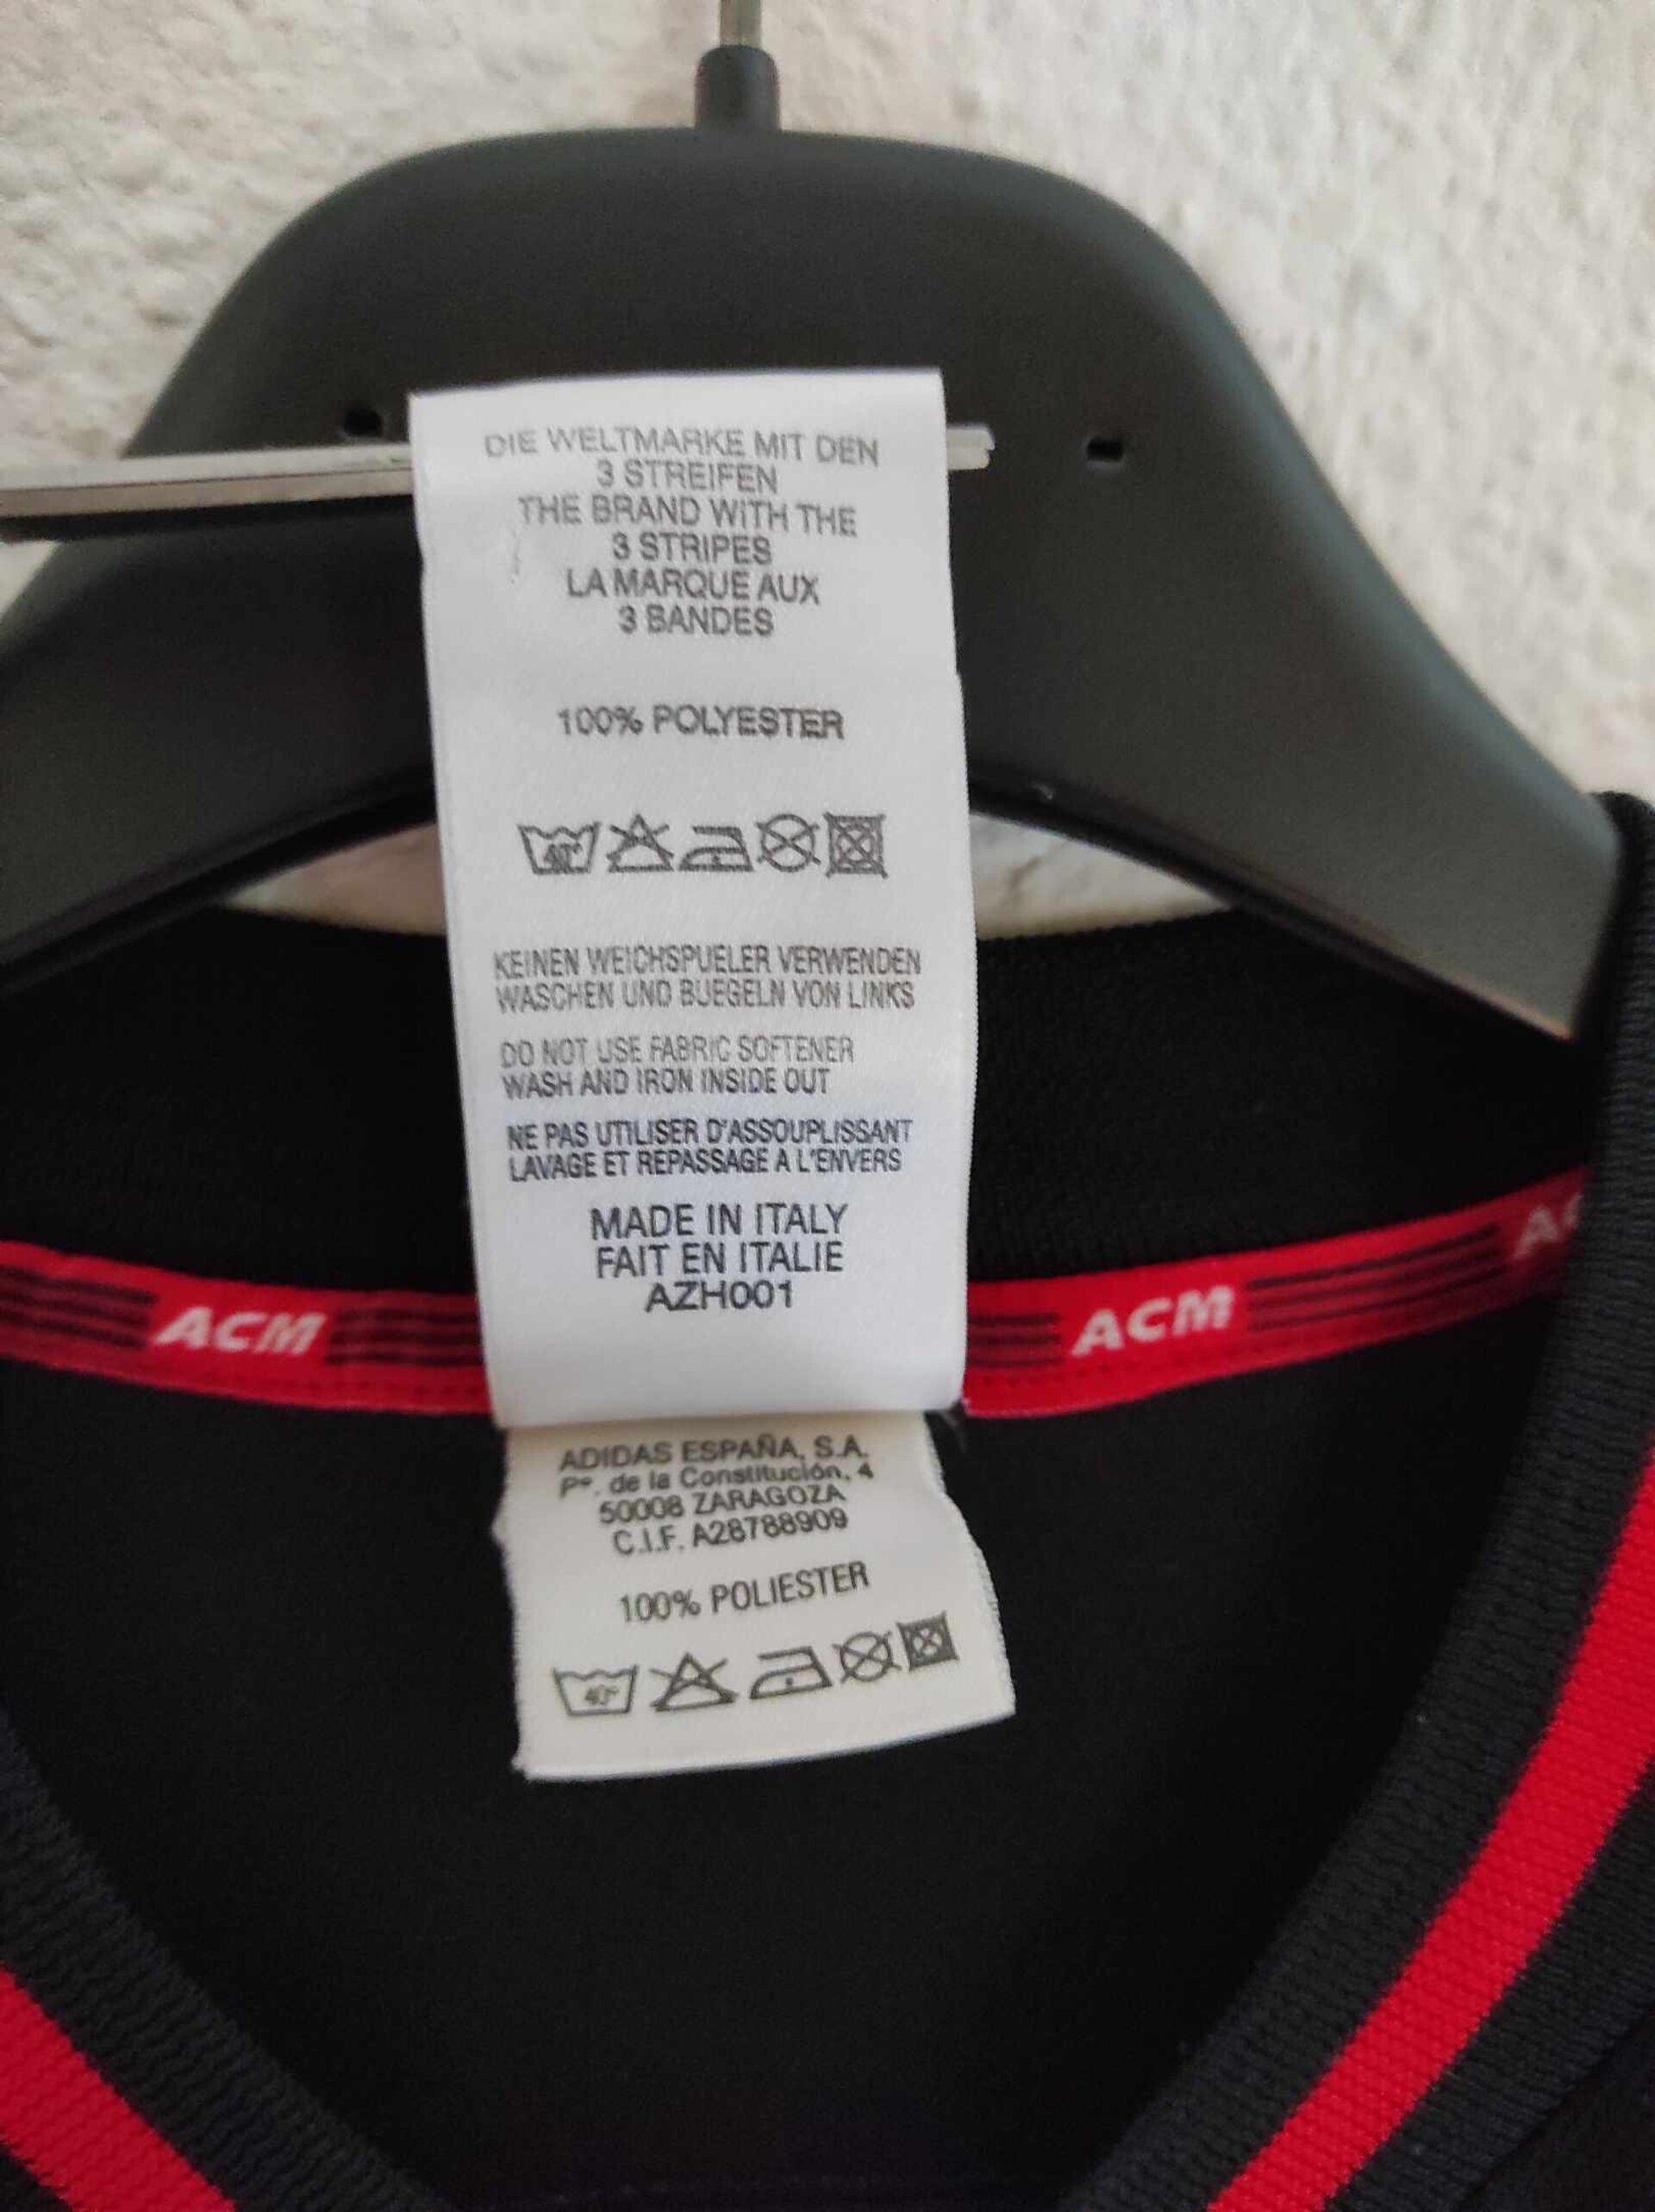 DIE WELTMARKE MIT DEN
3 STREIFEN
THE BRAND WITH THE
3 STRIPES
LA MARQUE AUX
3 BANDES
100% POLYESTER
40°
KEINEN WEICHSPUELER VERWENDEN
WASCHEN UND BUEGELN VON LINKS
DO NOT USE FABRIC SOFTENER
WASH AND IRON INSIDE OUT
NE PAS UTILISER D'ASSOUPLISSANT
LAVAGE ET REPASSAGE A L'ENVERS
MADE IN ITALY
FAIT EN ITALIE
AZH001
ACM
ACM
ADIDAS ESPAÑA, S.A.
Pº. de la Constitución, 4
50008 ZARAGOZA
C.I.F. A28788909
100% POLIESTER
40°